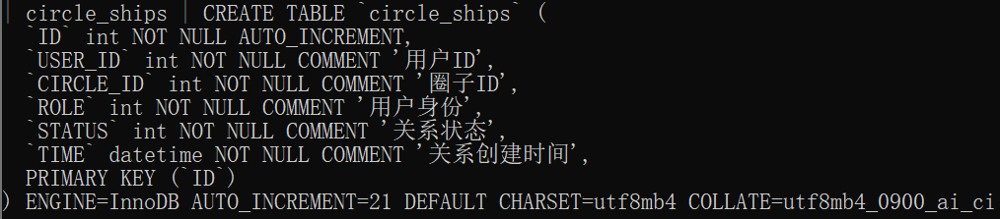 | circle_ships | CREATE TABLE `circle_ships` (
`ID` int NOT NULL AUTO_INCREMENT,
`USER_ID` int NOT NULL COMMENT '用户ID',
`CIRCLE_ID` int NOT NULL COMMENT '圈子ID',
`ROLE` int NOT NULL COMMENT '用户身份',
`STATUS` int NOT NULL COMMENT '关系状态',
`TIME` datetime NOT NULL COMMENT '关系创建时间',
PRIMARY KEY (`ID`)
) ENGINE=InnoDB AUTO_INCREMENT=21 DEFAULT CHARSET=utf8mb4 COLLATE=utf8mb4_0900_ai_ci